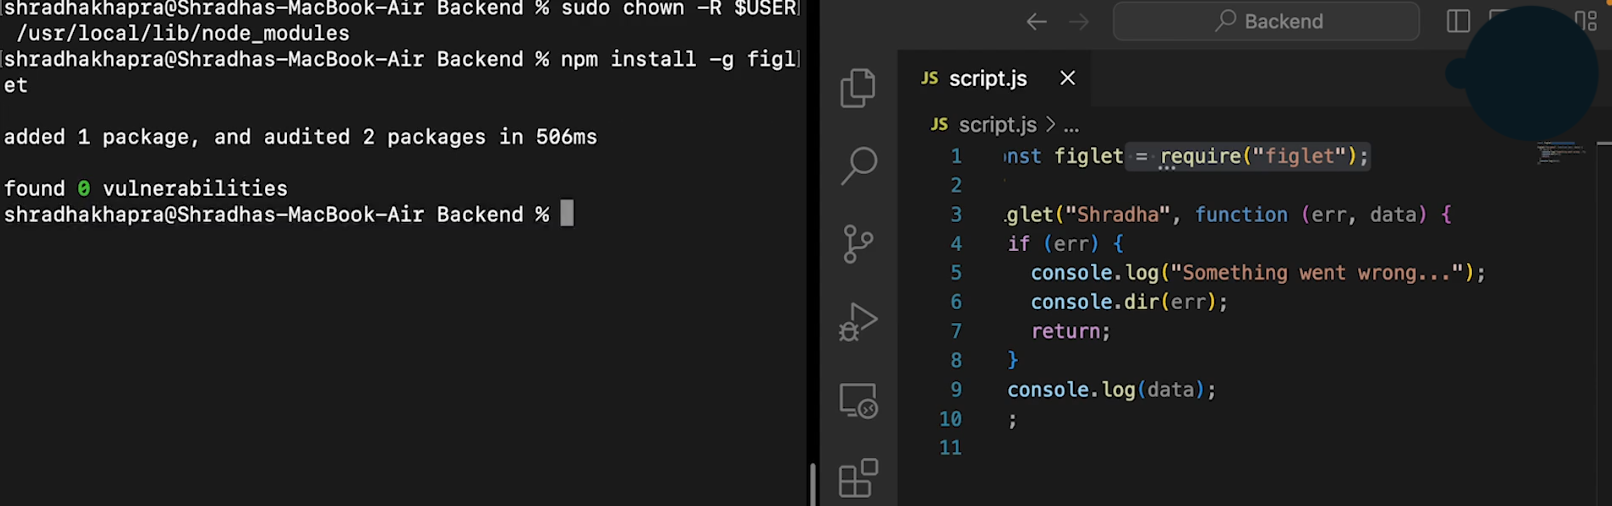 shradhakhapra@Shradhas-MacBook-Air Backend % sudo chown -R $USER
/usr/local/lib/node_modules
shradhakhapra@Shradhas-MacBook-Air Backend % npm install -g figl
et
added 1 package, and audited 2 packages in 506ms
found 0 vulnerabilities
shradhakhapra@Shradhas-MacBook-Air Backend %
Backend
JS script.js
JS script.js > ...
1 nst figlet = require("figlet");
2
3 glet("Shradha", function (err, data) {
4 if (err) {
5 console.log("Something went wrong...");
6 console.dir(err);
7 return;
8 }
9 console.log(data);
10 ;
11